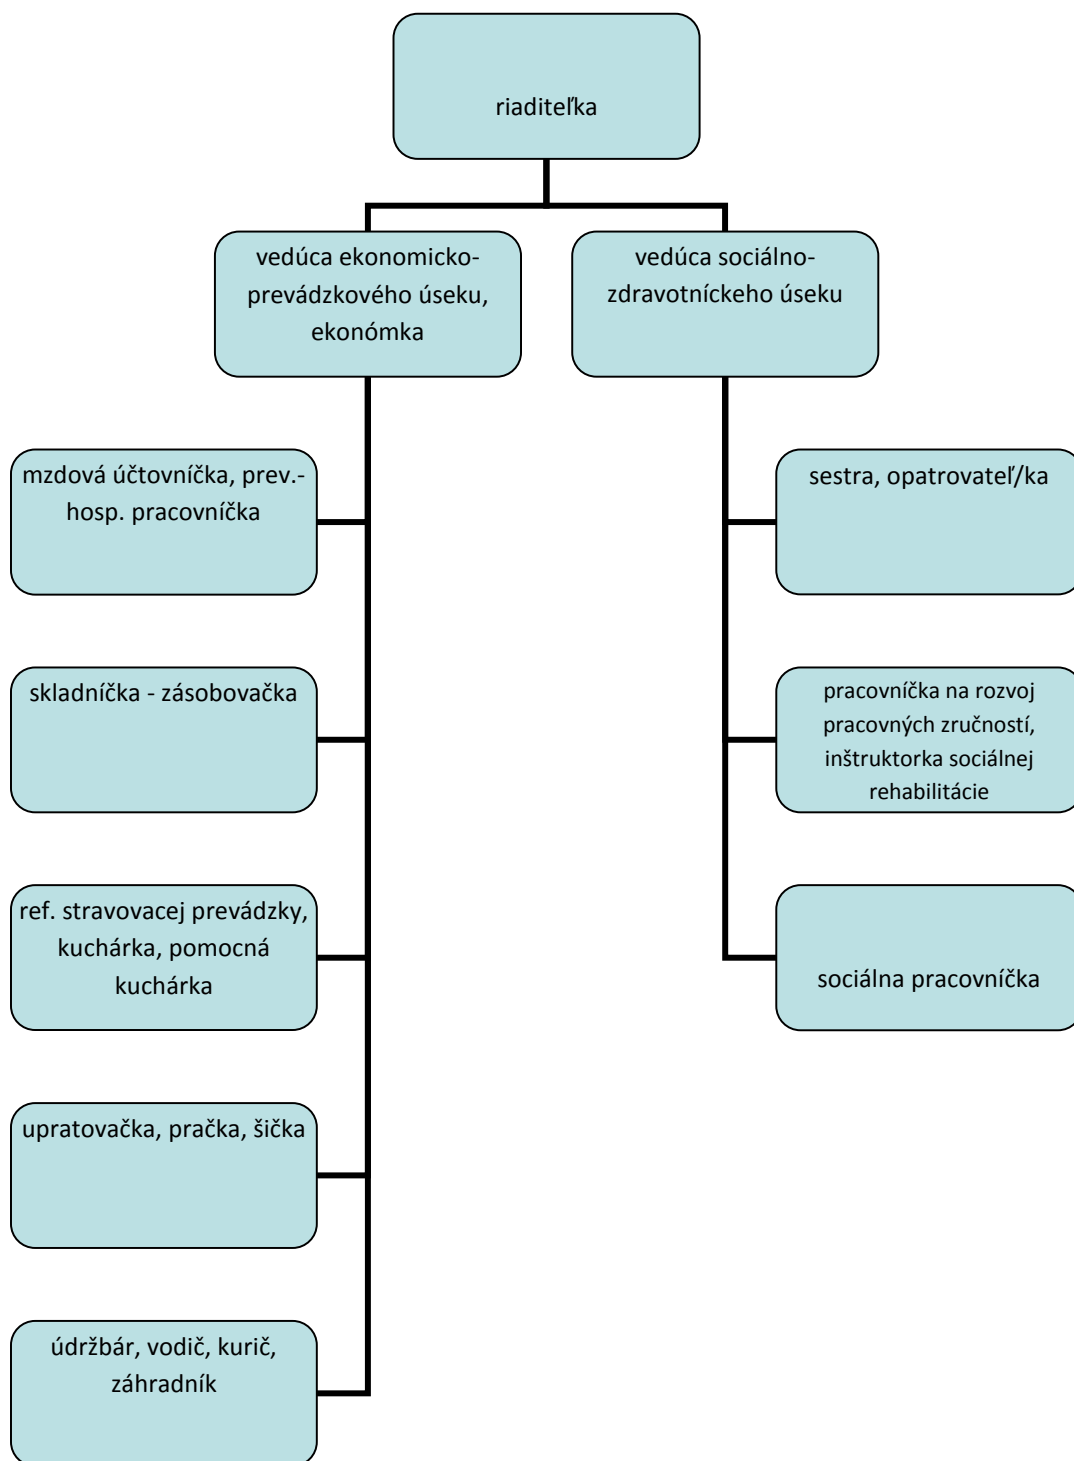 riaditeľka
vedúca ekonomicko-
prevádzkového úseku,
ekonómka
vedúca sociálno-
zdravotníckeho úseku
mzdová účtovníčka, prev.-
hosp. pracovníčka
sestra, opatrovateľ/ka
skladníčka - zásobovačka
pracovníčka na rozvoj
pracovných zručností,
inštruktorka sociálnej
rehabilitácie
ref. stravovacej prevádzky,
kuchárka, pomocná
kuchárka
sociálna pracovníčka
upratovačka, pračka, šička
údržbár, vodič, kurič,
záhradník